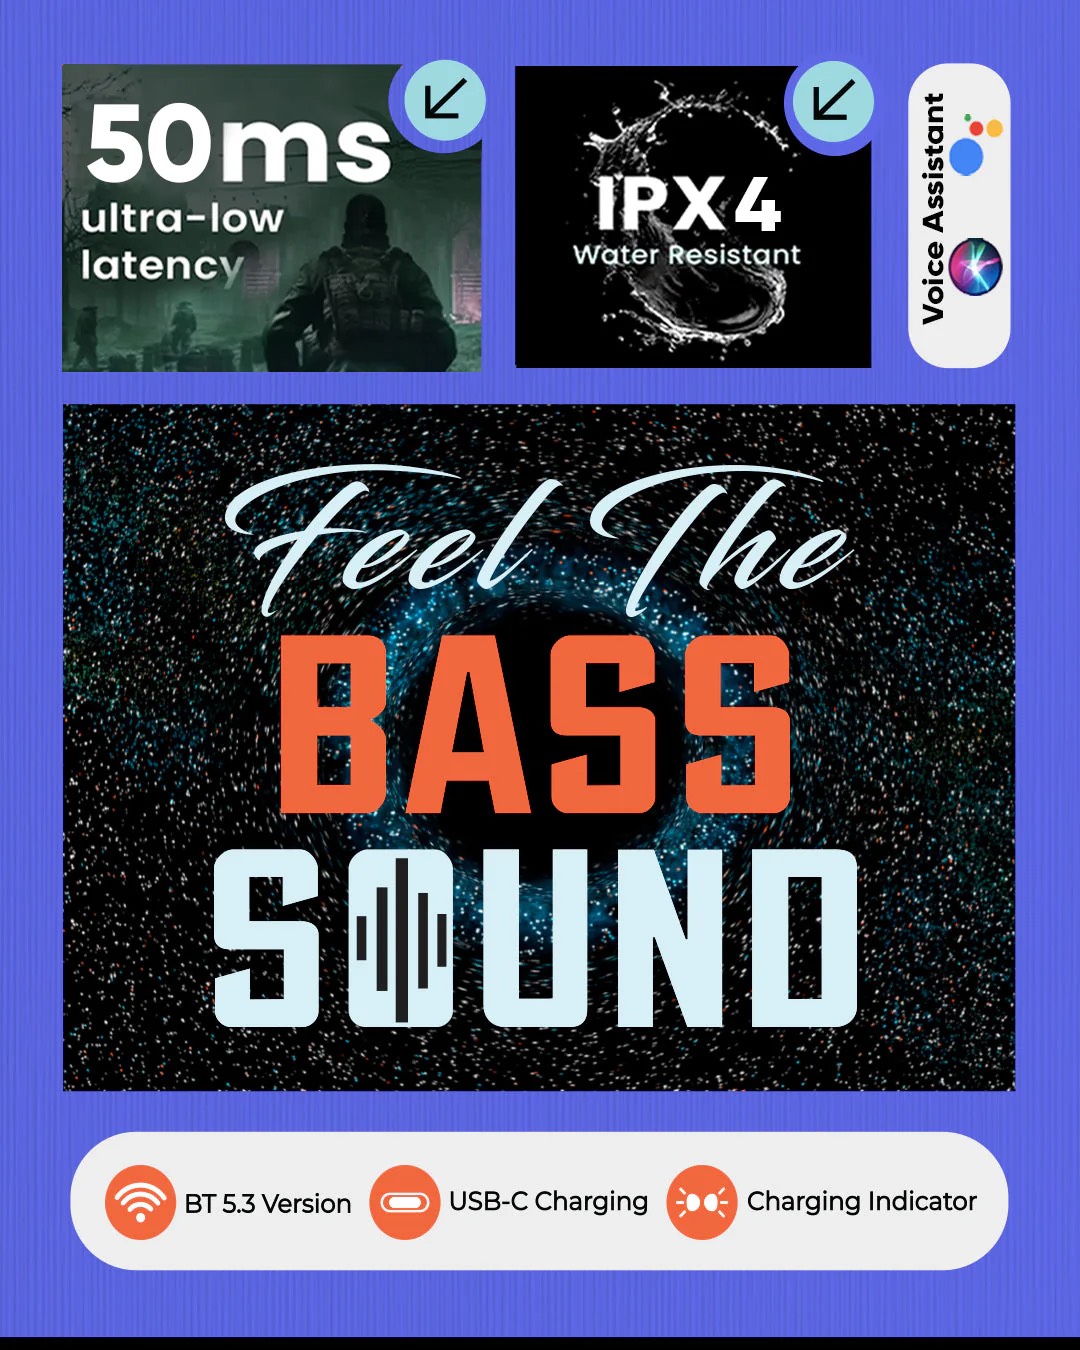 50ms
ultra-low
latency
IPX4
Water Resistant
Voice Assistant
Feel The
BASS
SOUND
BT 5.3 Version
USB-C Charging
Charging Indicator